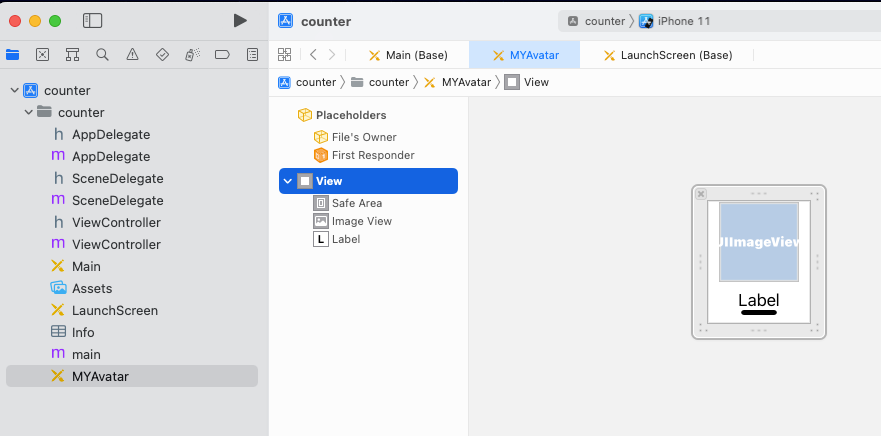 counter
counter
iPhone 11
Main (Base)
MYAvatar
LaunchScreen (Base)
counter
counter
MYAvatar
View
counter
counter
h AppDelegate
m AppDelegate
h SceneDelegate
m SceneDelegate
h ViewController
m ViewController
Main
Assets
LaunchScreen
Info
m main
MYAvatar
Placeholders
File's Owner
First Responder
View
Safe Area
Image View
L Label
UIImageView
Label